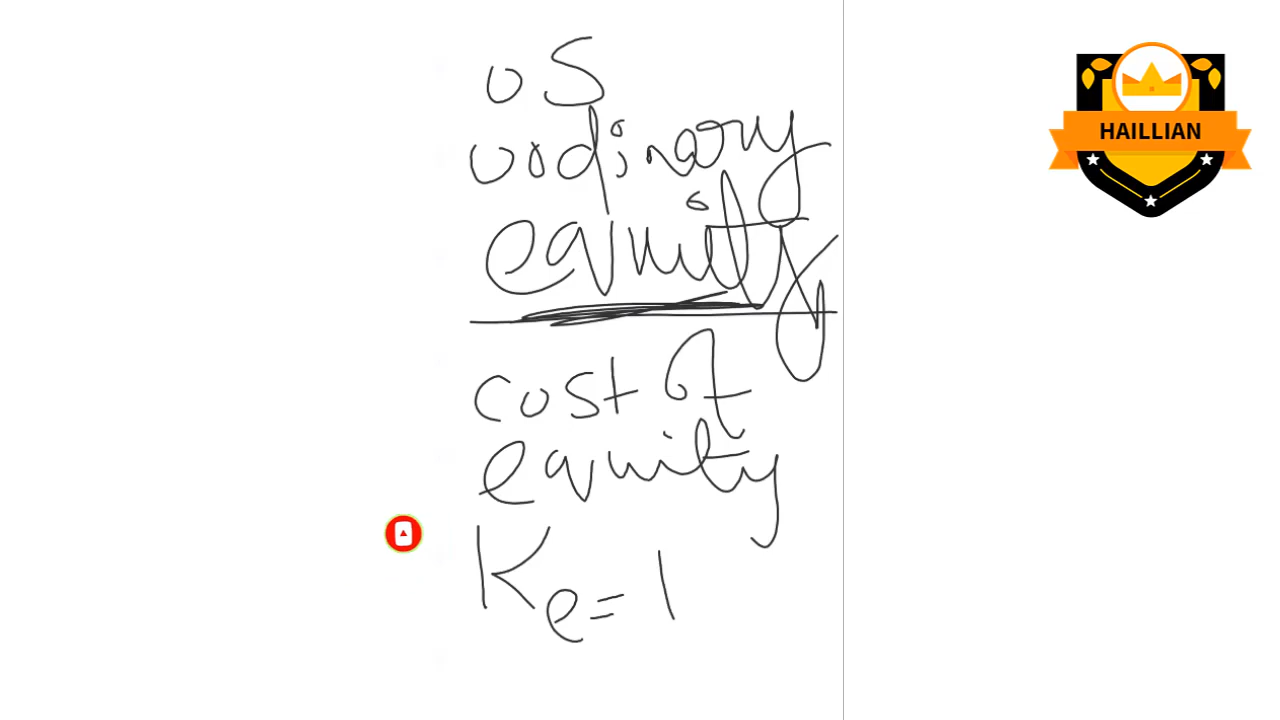 os
ordinary
equity
cost of
equity
Ke = 1
HAILLIAN